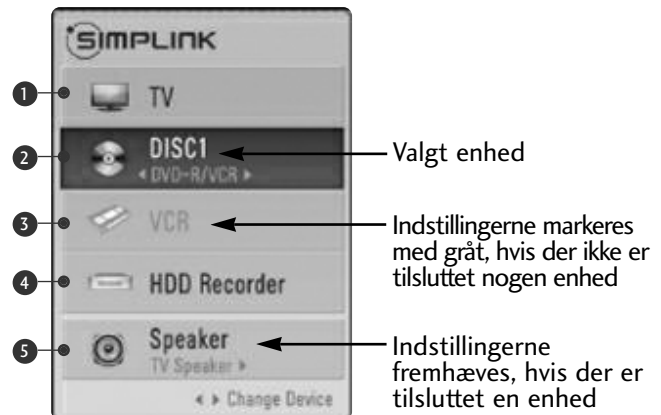 SIMPLINK
1 TV
2 DISC1
◂ DVD-R/VCR ▸
Valgt enhed
3 VCR
Indstillingerne markeres
med gråt, hvis der ikke er
tilsluttet nogen enhed
4 HDD Recorder
5 Speaker
TV Speaker ▸
Indstillingerne
fremhæves, hvis der er
tilsluttet en enhed
◂ ▸ Change Device